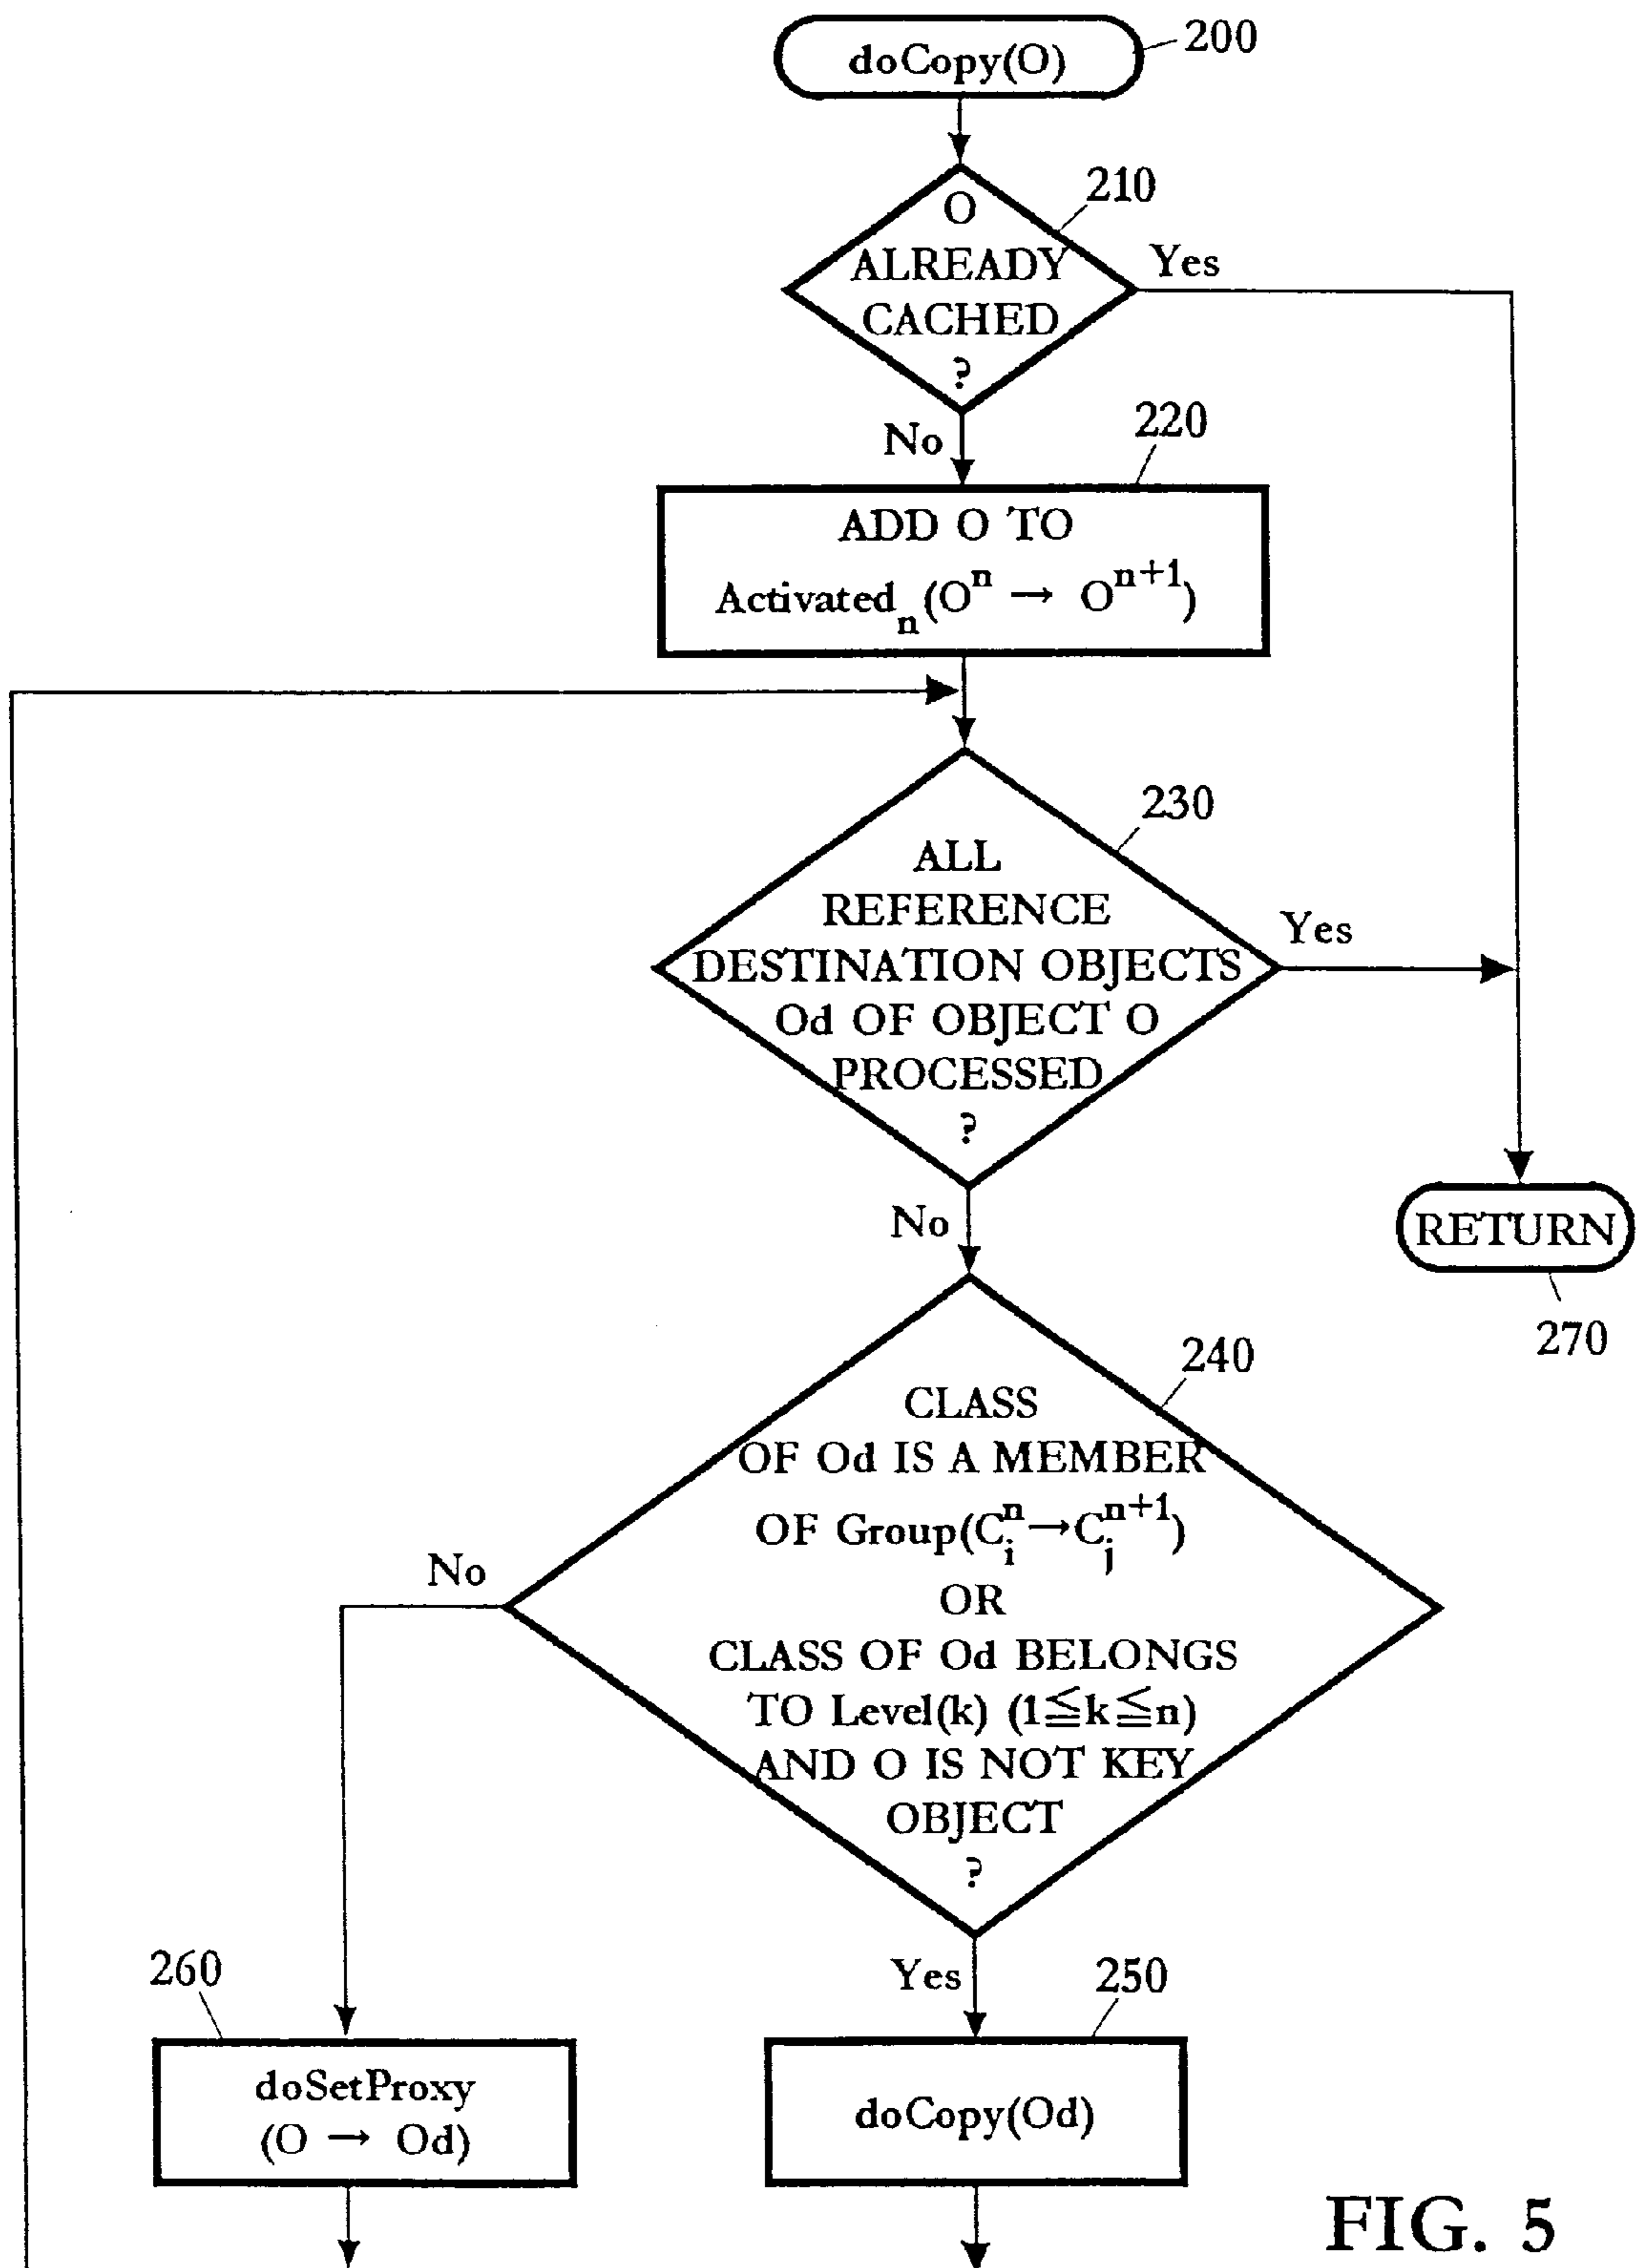 doCopy(O)
200
210
O
ALREADY
CACHED
?
Yes
No
220
ADD O TO
Activatedₙ(Oⁿ → Oⁿ⁺¹)
230
ALL
REFERENCE
DESTINATION OBJECTS
Od OF OBJECT O
PROCESSED
?
Yes
No
RETURN
270
240
CLASS
OF Od IS A MEMBER
OF Group(Cᵢⁿ→Cⱼⁿ⁺¹)
OR
CLASS OF Od BELONGS
TO Level(k) (1≦k≦n)
AND O IS NOT KEY
OBJECT
?
No
Yes
260
250
doSetProxy
(O → Od)
doCopy(Od)
FIG. 5